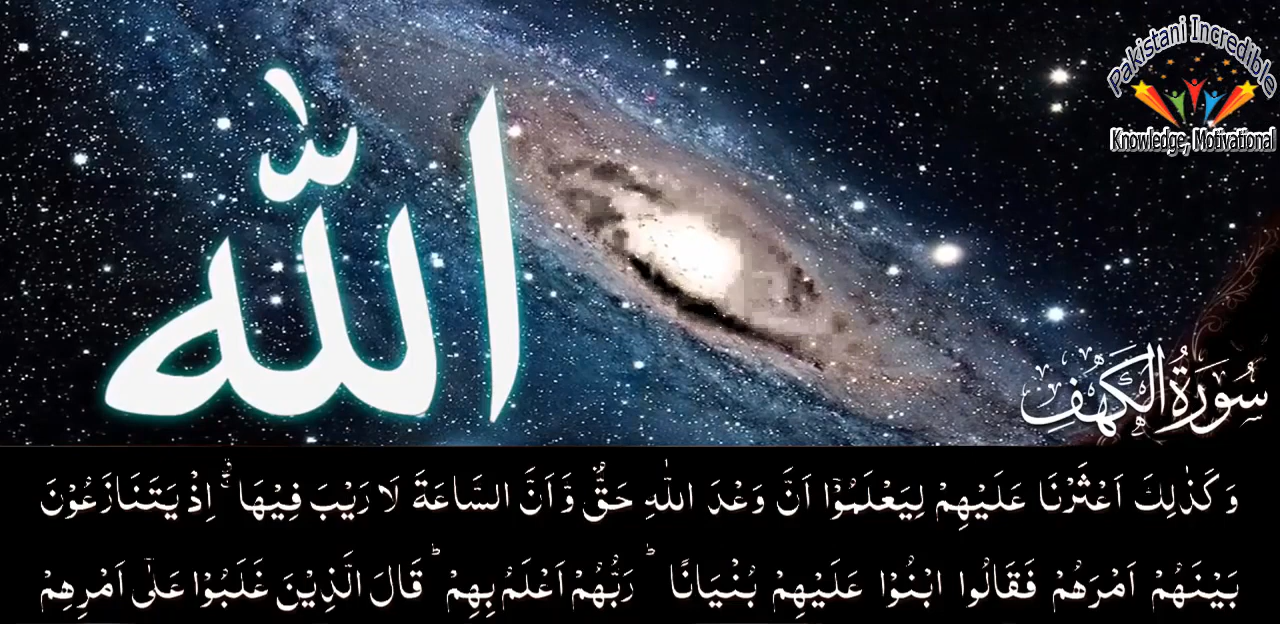 Pakistani Incredible
Knowledge, Motivational
الله
سُورَةُ الْكَهْفِ
وَكَذٰلِكَ اَعْثَرْنَا عَلَيْهِمْ لِيَعْلَمُوْۤا اَنَّ وَعْدَ اللّٰهِ حَقٌّ وَّاَنَّ السَّاعَةَ لَا رَيْبَ فِيْهَا ۚ۫ اِذْ يَتَنَازَعُوْنَ
بَيْنَهُمْ اَمْرَهُمْ فَقَالُوا ابْنُوْا عَلَيْهِمْ بُنْيَانًا ؕ رَبُّهُمْ اَعْلَمُ بِهِمْ ؕ قَالَ الَّذِيْنَ غَلَبُوْا عَلٰٓى اَمْرِهِمْ